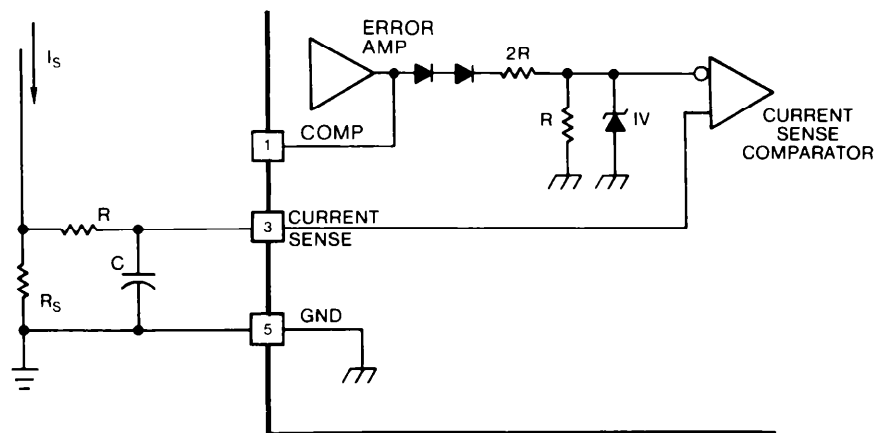 ERROR
AMP
I_S
2R
1 COMP
R
1V
CURRENT
SENSE
COMPARATOR
R
3 CURRENT
SENSE
C
R_S
5 GND